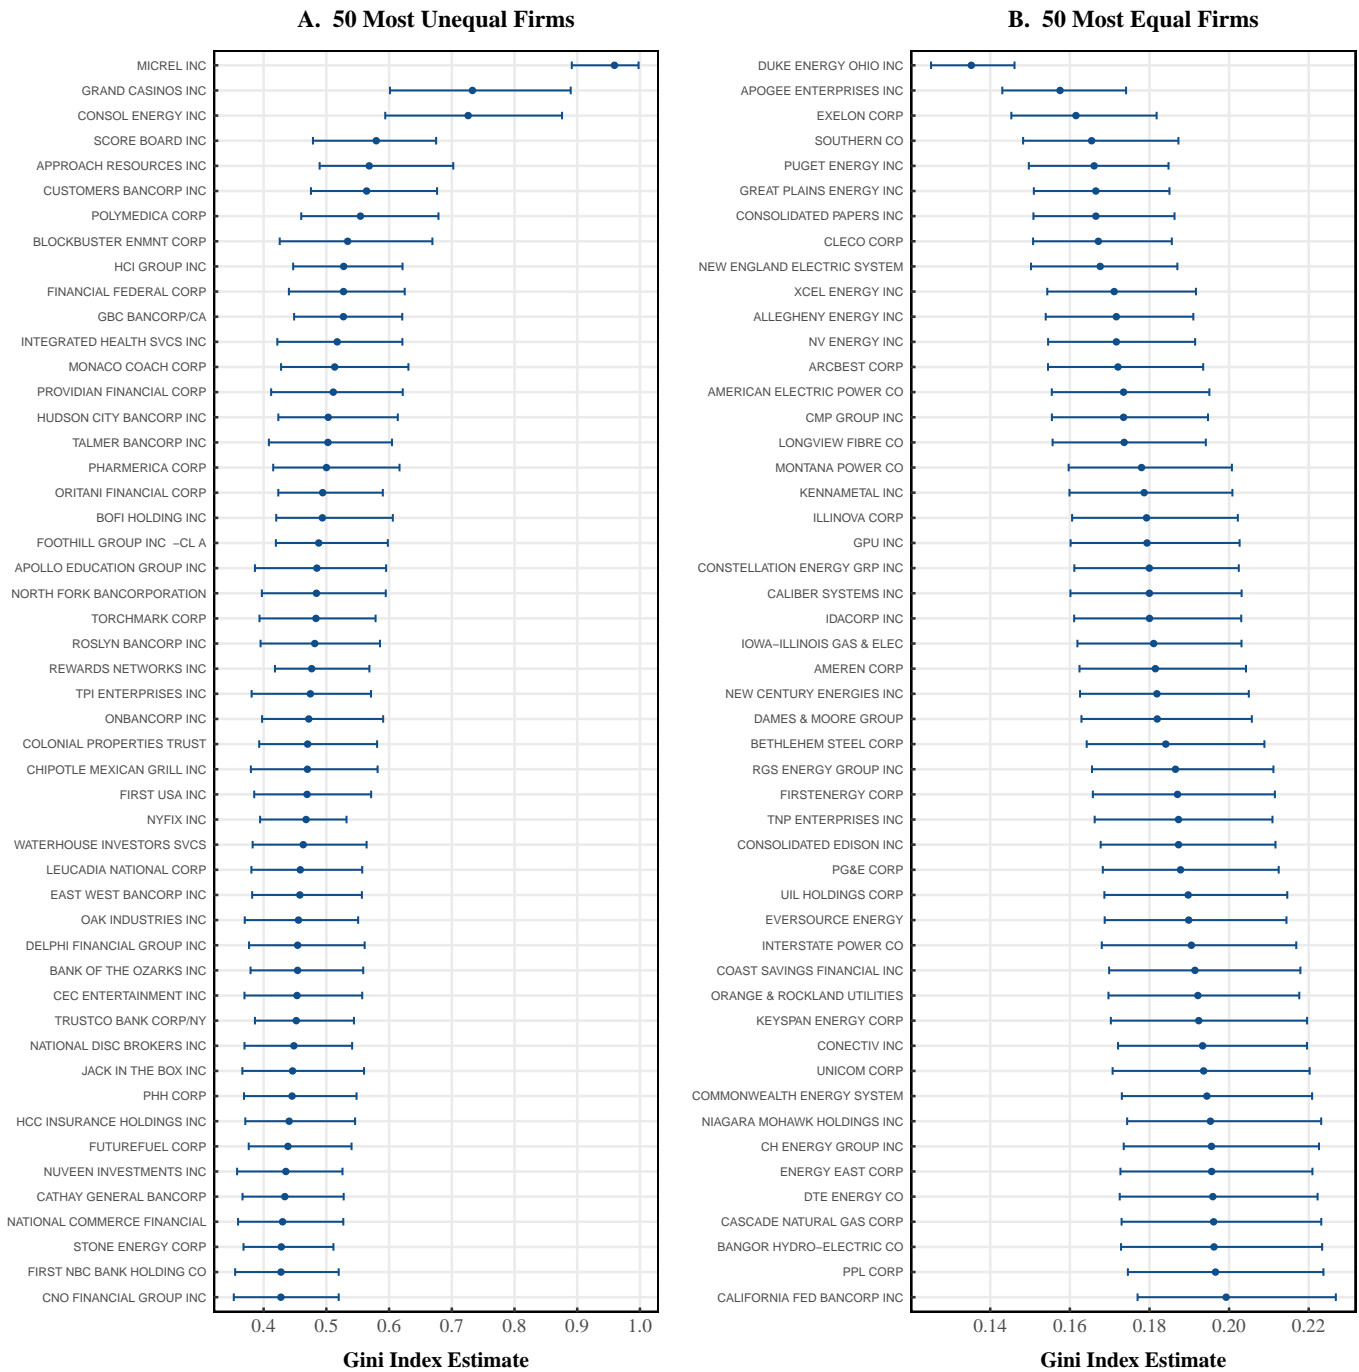 A. 50 Most Unequal Firms
MICREL INC
GRAND CASINOS INC
CONSOL ENERGY INC
SCORE BOARD INC
APPROACH RESOURCES INC
CUSTOMERS BANCORP INC
POLYMEDICA CORP
BLOCKBUSTER ENMNT CORP
HCI GROUP INC
FINANCIAL FEDERAL CORP
GBC BANCORP/CA
INTEGRATED HEALTH SVCS INC
MONACO COACH CORP
PROVIDIAN FINANCIAL CORP
HUDSON CITY BANCORP INC
TALMER BANCORP INC
PHARMERICA CORP
ORITANI FINANCIAL CORP
BOFI HOLDING INC
FOOTHILL GROUP INC −CL A
APOLLO EDUCATION GROUP INC
NORTH FORK BANCORPORATION
TORCHMARK CORP
ROSLYN BANCORP INC
REWARDS NETWORKS INC
TPI ENTERPRISES INC
ONBANCORP INC
COLONIAL PROPERTIES TRUST
CHIPOTLE MEXICAN GRILL INC
FIRST USA INC
NYFIX INC
WATERHOUSE INVESTORS SVCS
LEUCADIA NATIONAL CORP
EAST WEST BANCORP INC
OAK INDUSTRIES INC
DELPHI FINANCIAL GROUP INC
BANK OF THE OZARKS INC
CEC ENTERTAINMENT INC
TRUSTCO BANK CORP/NY
NATIONAL DISC BROKERS INC
JACK IN THE BOX INC
PHH CORP
HCC INSURANCE HOLDINGS INC
FUTUREFUEL CORP
NUVEEN INVESTMENTS INC
CATHAY GENERAL BANCORP
NATIONAL COMMERCE FINANCIAL
STONE ENERGY CORP
FIRST NBC BANK HOLDING CO
CNO FINANCIAL GROUP INC
0.4 0.5 0.6 0.7 0.8 0.9 1.0
Gini Index Estimate
B. 50 Most Equal Firms
DUKE ENERGY OHIO INC
APOGEE ENTERPRISES INC
EXELON CORP
SOUTHERN CO
PUGET ENERGY INC
GREAT PLAINS ENERGY INC
CONSOLIDATED PAPERS INC
CLECO CORP
NEW ENGLAND ELECTRIC SYSTEM
XCEL ENERGY INC
ALLEGHENY ENERGY INC
NV ENERGY INC
ARCBEST CORP
AMERICAN ELECTRIC POWER CO
CMP GROUP INC
LONGVIEW FIBRE CO
MONTANA POWER CO
KENNAMETAL INC
ILLINOVA CORP
GPU INC
CONSTELLATION ENERGY GRP INC
CALIBER SYSTEMS INC
IDACORP INC
IOWA−ILLINOIS GAS & ELEC
AMEREN CORP
NEW CENTURY ENERGIES INC
DAMES & MOORE GROUP
BETHLEHEM STEEL CORP
RGS ENERGY GROUP INC
FIRSTENERGY CORP
TNP ENTERPRISES INC
CONSOLIDATED EDISON INC
PG&E CORP
UIL HOLDINGS CORP
EVERSOURCE ENERGY
INTERSTATE POWER CO
COAST SAVINGS FINANCIAL INC
ORANGE & ROCKLAND UTILITIES
KEYSPAN ENERGY CORP
CONECTIV INC
UNICOM CORP
COMMONWEALTH ENERGY SYSTEM
NIAGARA MOHAWK HOLDINGS INC
CH ENERGY GROUP INC
ENERGY EAST CORP
DTE ENERGY CO
CASCADE NATURAL GAS CORP
BANGOR HYDRO−ELECTRIC CO
PPL CORP
CALIFORNIA FED BANCORP INC
0.14 0.16 0.18 0.20 0.22
Gini Index Estimate